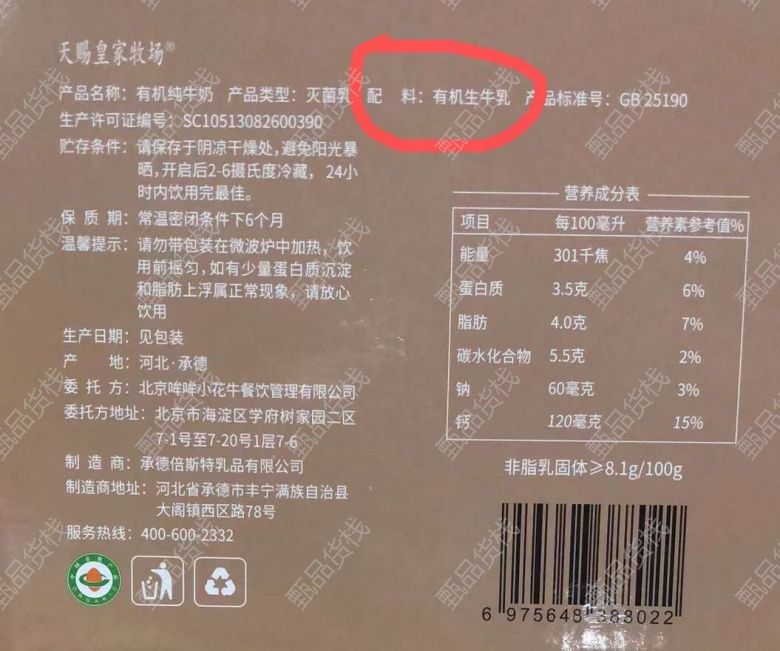 天赐皇家牧场®
产品名称：有机纯牛奶 产品类型：灭菌乳 配 料：有机生牛乳 产品标准号：GB 25190
生产许可证编号：SC10513082600390
贮存条件：请保存于阴凉干燥处，避免阳光暴
晒，开启后2-6摄氏度冷藏，24小
时内饮用完最佳。
保 质 期：常温密闭条件下6个月
温馨提示：请勿带包装在微波炉中加热，饮
用前摇匀，如有少量蛋白质沉淀
和脂肪上浮属正常现象，请放心
饮用
生产日期：见包装
产 地：河北·承德
委 托 方：北京哞哞小花牛餐饮管理有限公司
委托方地址：北京市海淀区学府树家园二区
7-1号至7-20号1层7-6
制 造 商：承德倍斯特乳品有限公司
制造商地址：河北省承德市丰宁满族自治县
大阁镇西区路78号
服务热线：400-600-2332
营养成分表
项目 每100毫升 营养素参考值%
能量 301千焦 4%
蛋白质 3.5克 6%
脂肪 4.0克 7%
碳水化合物 5.5克 2%
钠 60毫克 3%
钙 120毫克 15%
非脂乳固体≥8.1g/100g
6 975648 388022
甄品货栈